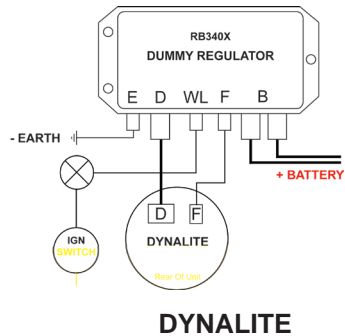 RB340X
DUMMY REGULATOR
E D WL F B
- EARTH
+ BATTERY
D F
IGN
SWITCH
DYNALITE
Rear Of Unit
DYNALITE